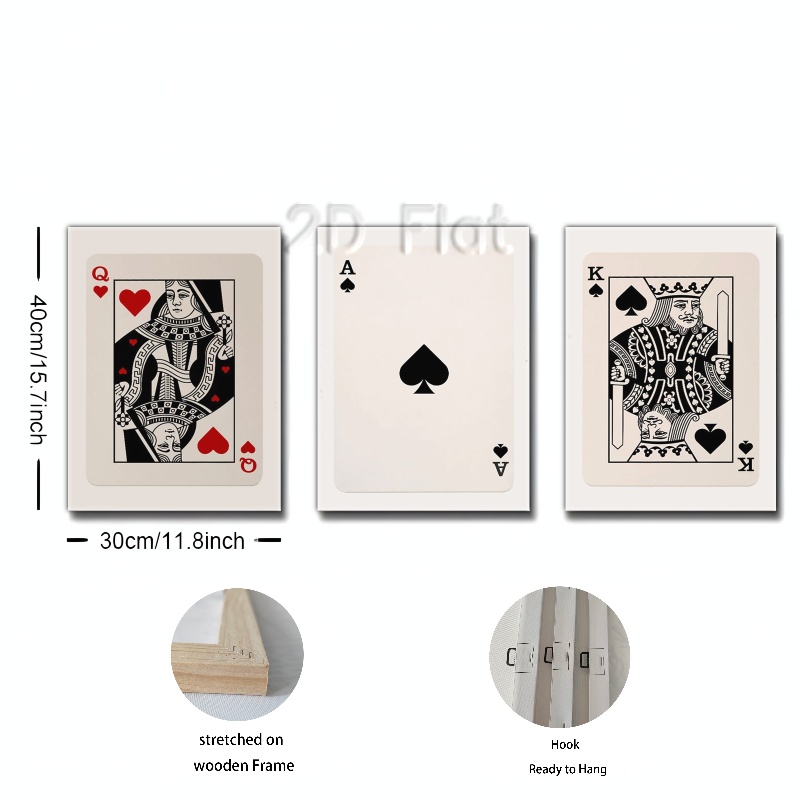 2D Flat
Q
A
K
40cm/15.7inch
Q
A
K
30cm/11.8inch
stretched on
wooden Frame
Hook
Ready to Hang